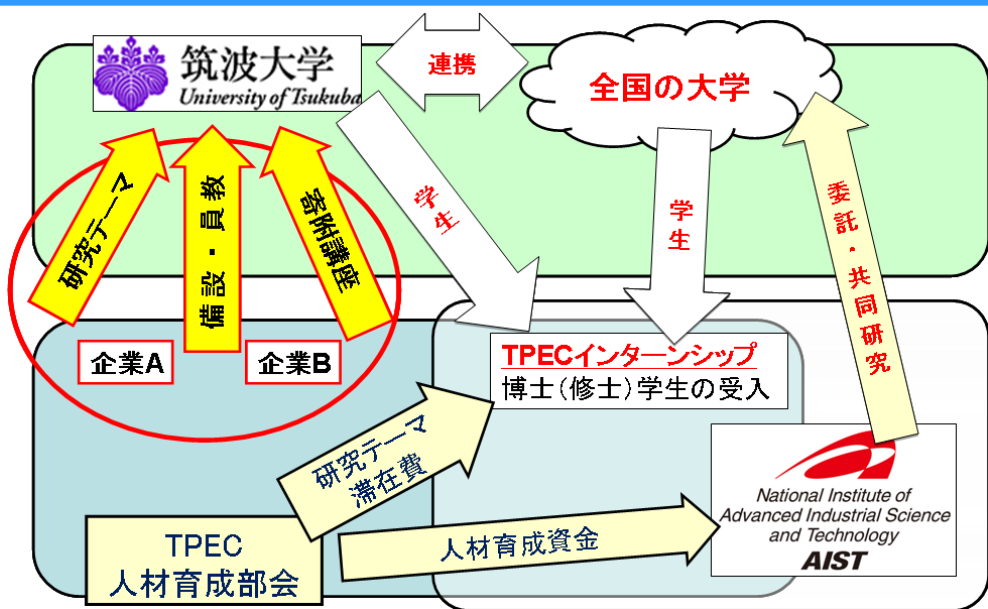 筑波大学
University of Tsukuba
連携
全国の大学
研究テーマ
備設・員教
寄附講座
学生
学生
委託・共同研究
企業A
企業B
TPECインターンシップ
博士(修士)学生の受入
研究テーマ
滞在費
人材育成資金
TPEC
人材育成部会
National Institute of
Advanced Industrial Science
and Technology
AIST